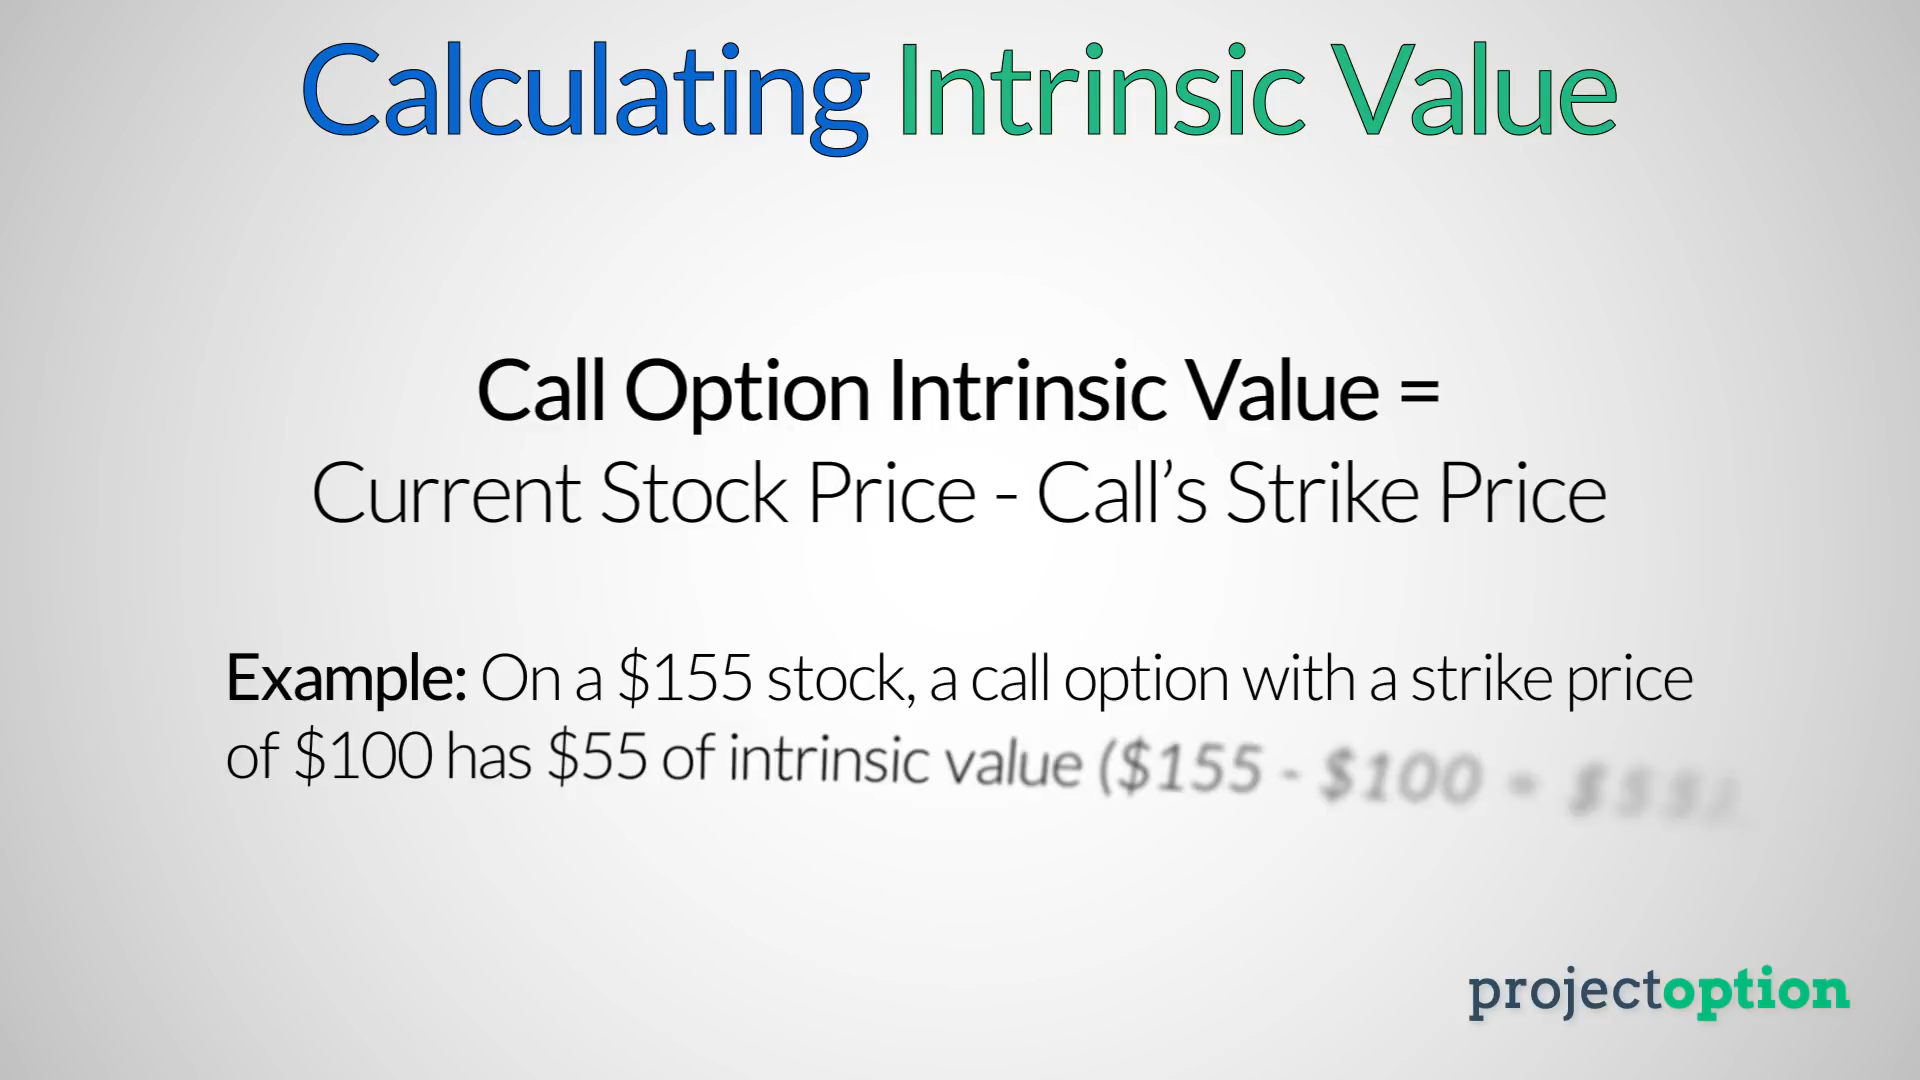 Calculating Intrinsic Value
Call Option Intrinsic Value =
Current Stock Price - Call’s Strike Price
Example: On a $155 stock, a call option with a strike price
of $100 has $55 of intrinsic value ($155 - $100
projectoption